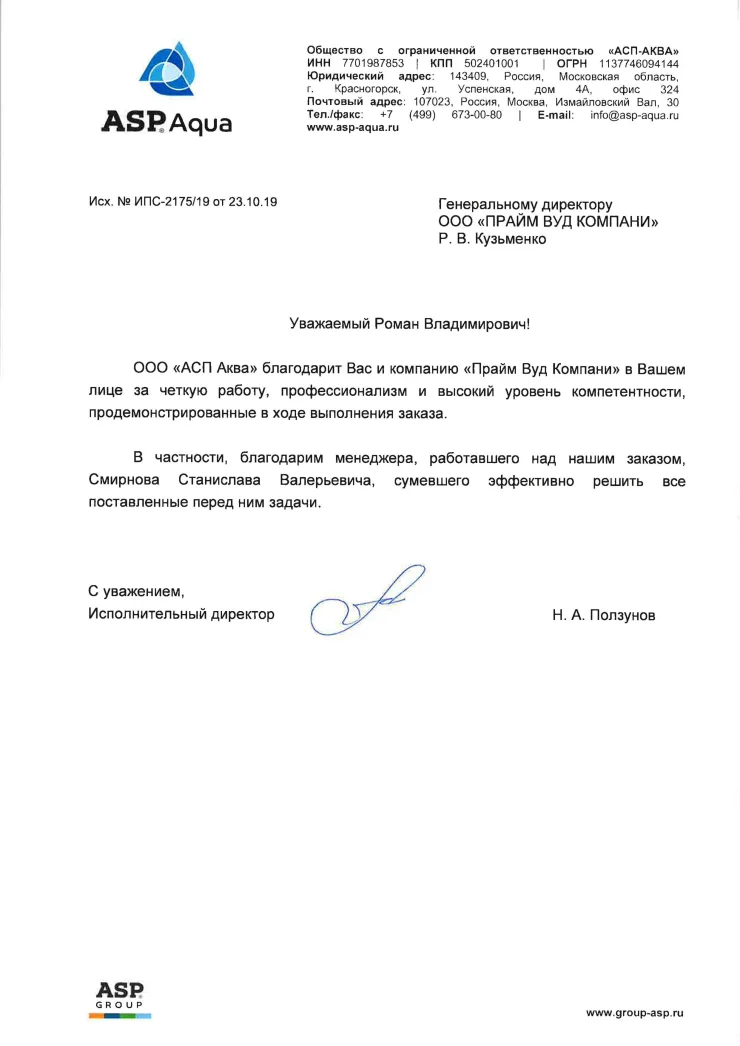 ASP Aqua
Общество с ограниченной ответственностью «АСП-АКВА»
ИНН 7701987853 | КПП 502401001 | ОГРН 1137746094144
Юридический адрес: 143409, Россия, Московская область,
г. Красногорск, ул. Успенская, дом 4А, офис 324
Почтовый адрес: 107023, Россия, Москва, Измайловский Вал, 30
Тел./факс: +7 (499) 673-00-80 | E-mail: info@asp-aqua.ru
www.asp-aqua.ru
Исх. № ИПС-2175/19 от 23.10.19
Генеральному директору
ООО «ПРАЙМ ВУД КОМПАНИ»
Р. В. Кузьменко
Уважаемый Роман Владимирович!
ООО «АСП Аква» благодарит Вас и компанию «Прайм Вуд Компани» в Вашем
лице за четкую работу, профессионализм и высокий уровень компетентности,
продемонстрированные в ходе выполнения заказа.
В частности, благодарим менеджера, работавшего над нашим заказом,
Смирнова Станислава Валерьевича, сумевшего эффективно решить все
поставленные перед ним задачи.
С уважением,
Исполнительный директор
Н. А. Ползунов
ASP
GROUP
www.group-asp.ru